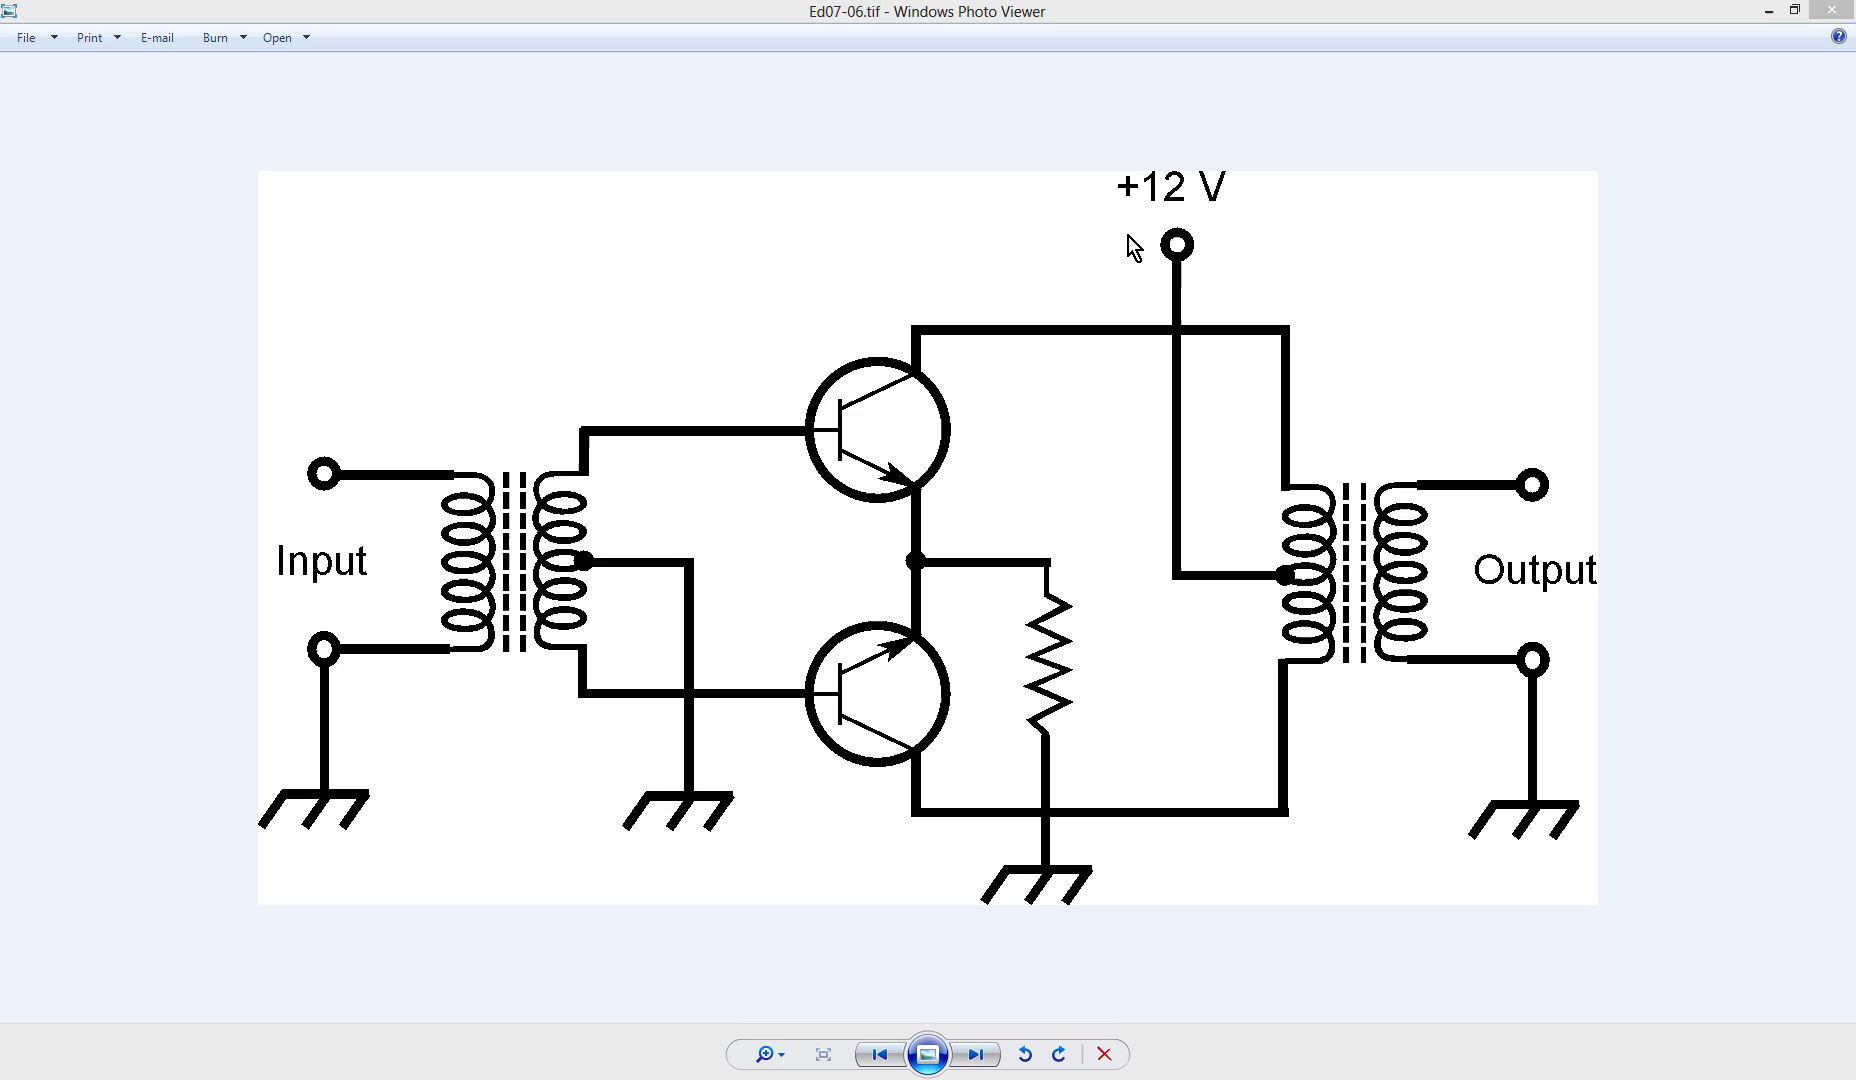 Ed07-06.tif - Windows Photo Viewer
File Print E-mail Burn Open
+12 V
Input
Output